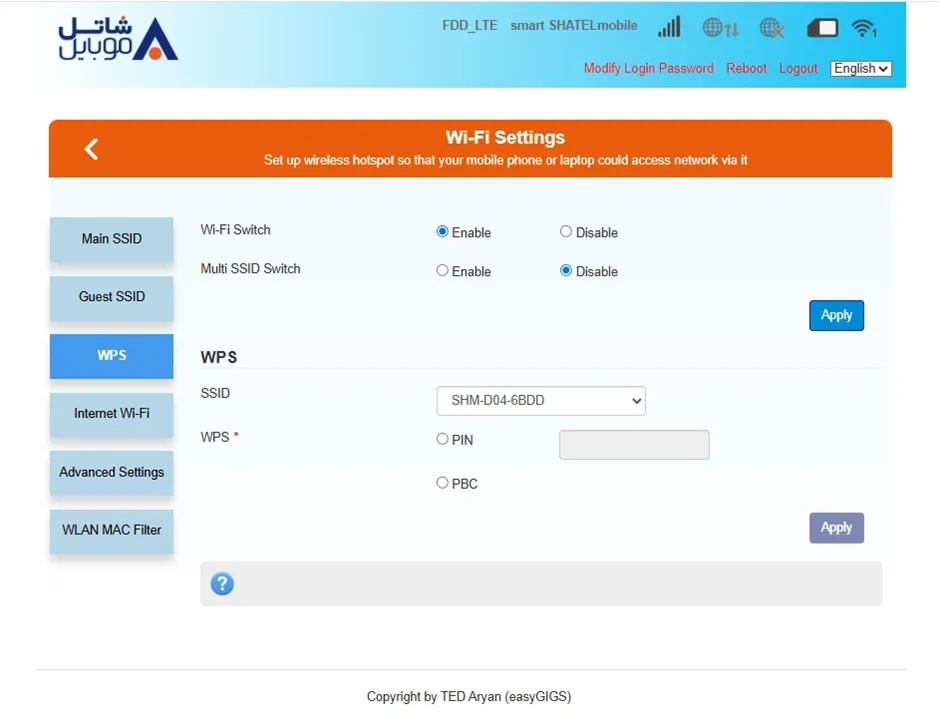 شاتل
موبایل
FDD_LTE smart SHATELmobile
1
Modify Login Password Reboot Logout English
Wi-Fi Settings
Set up wireless hotspot so that your mobile phone or laptop could access network via it
Main SSID
Guest SSID
WPS
Internet Wi-Fi
Advanced Settings
WLAN MAC Filter
Wi-Fi Switch Enable Disable
Multi SSID Switch Enable Disable
Apply
WPS
SSID SHM-D04-6BDD
WPS * PIN
PBC
Apply
?
Copyright by TED Aryan (easyGIGS)